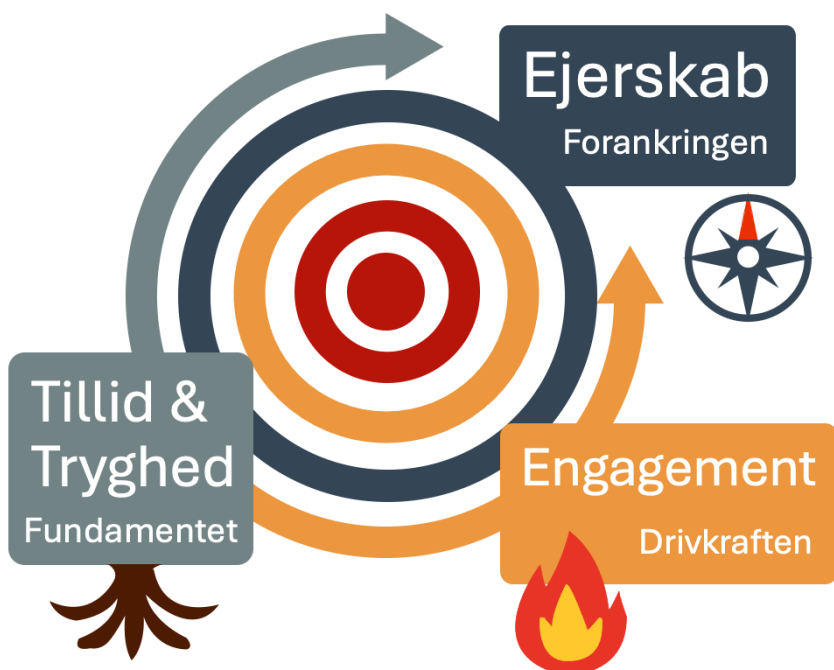 Ejerskab
Forankringen
Tillid &
Tryghed
Fundamentet
Engagement
Drivkraften